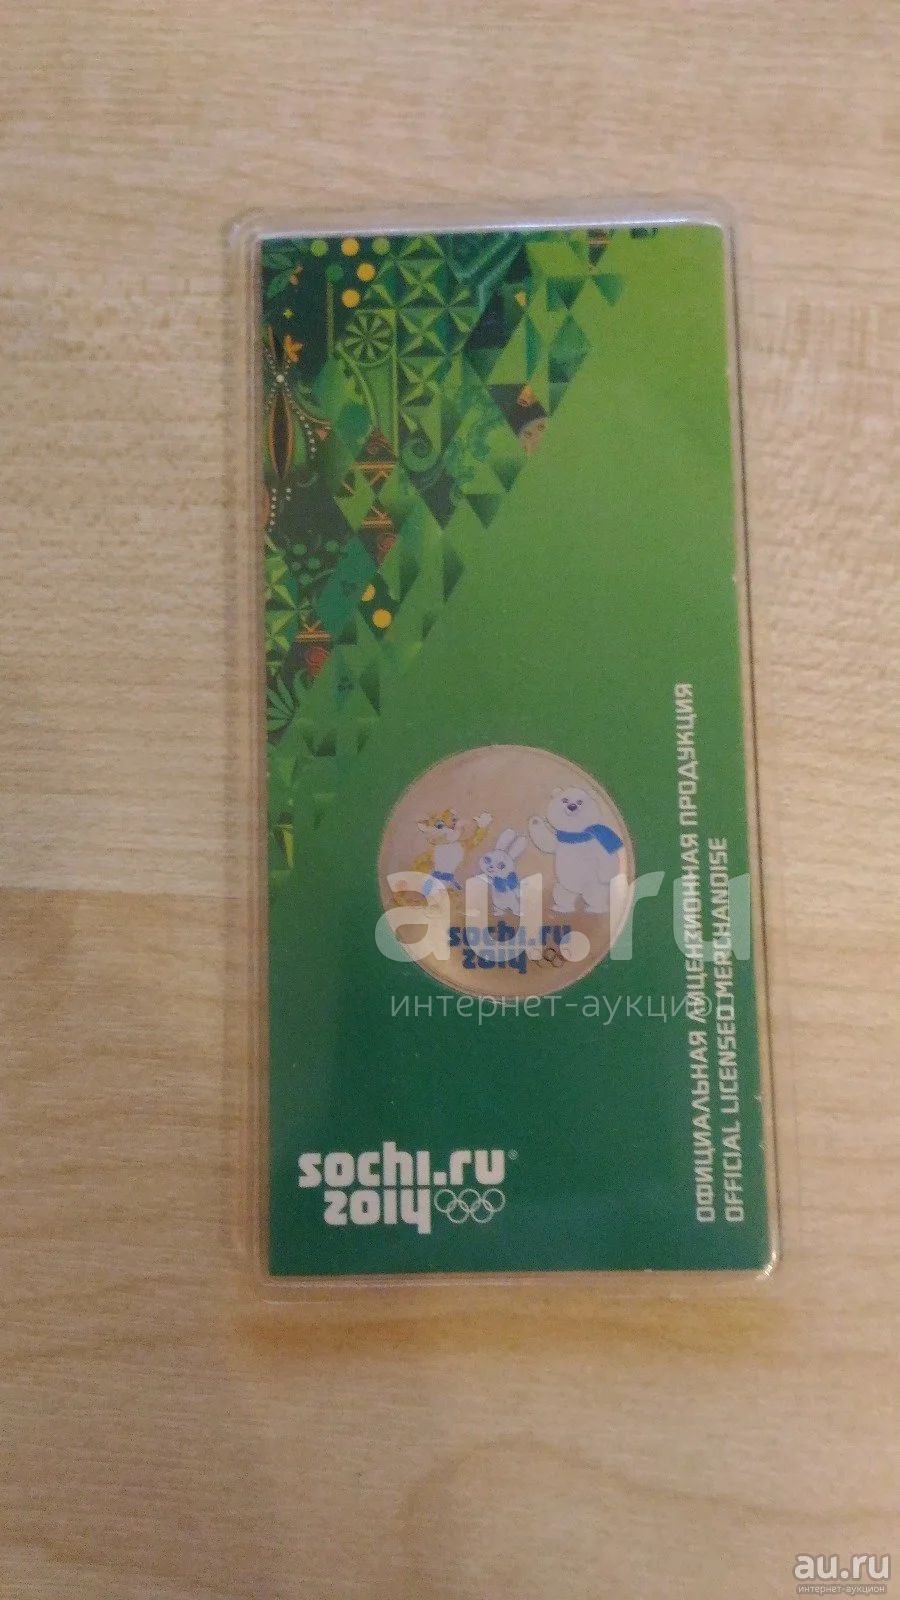 sochi.ru
2014
au.ru
интернет-аукцион
sochi.ru®
2014
ОФИЦИАЛЬНАЯ ЛИЦЕНЗИОННАЯ ПРОДУКЦИЯ
OFFICIAL LICENSED MERCHANDISE
au.ru
интернет-аукцион